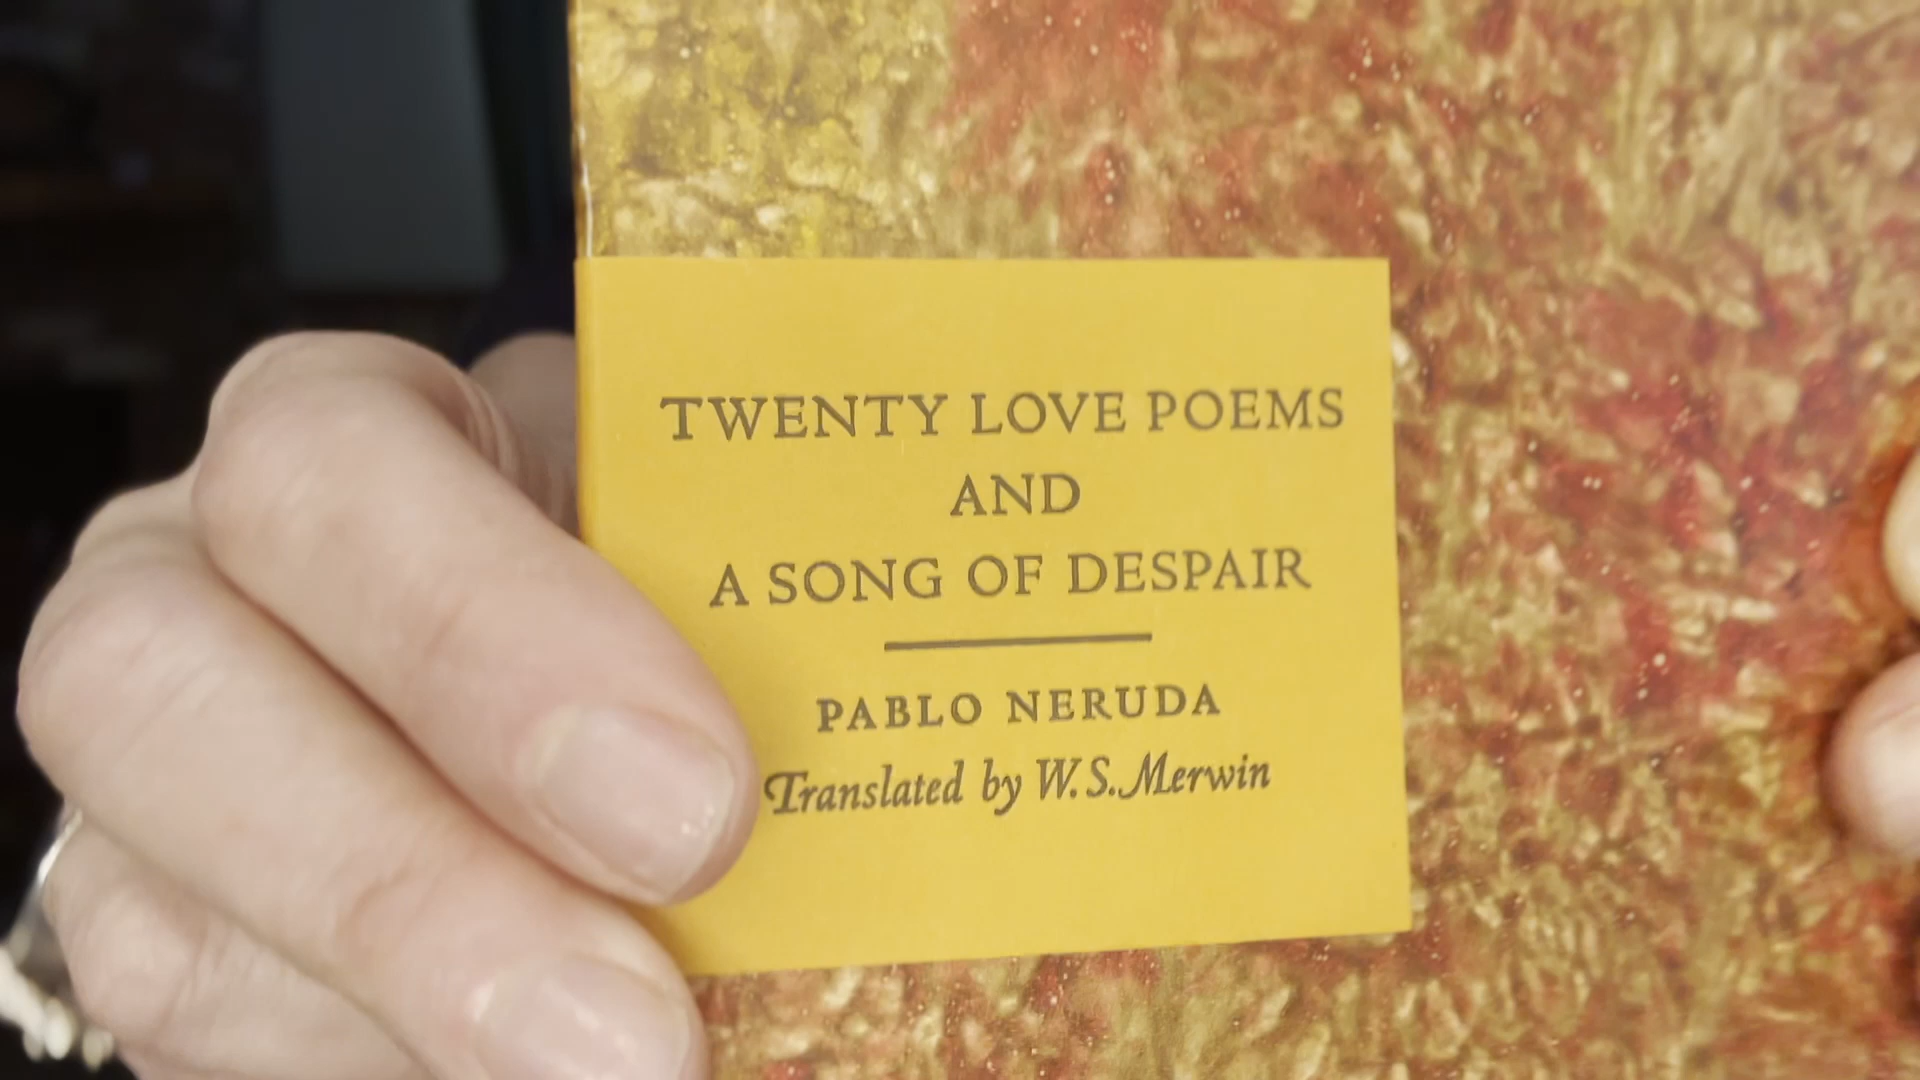 TWENTY LOVE POEMS
AND
A SONG OF DESPAIR
PABLO NERUDA
Translated by W.S. Merwin